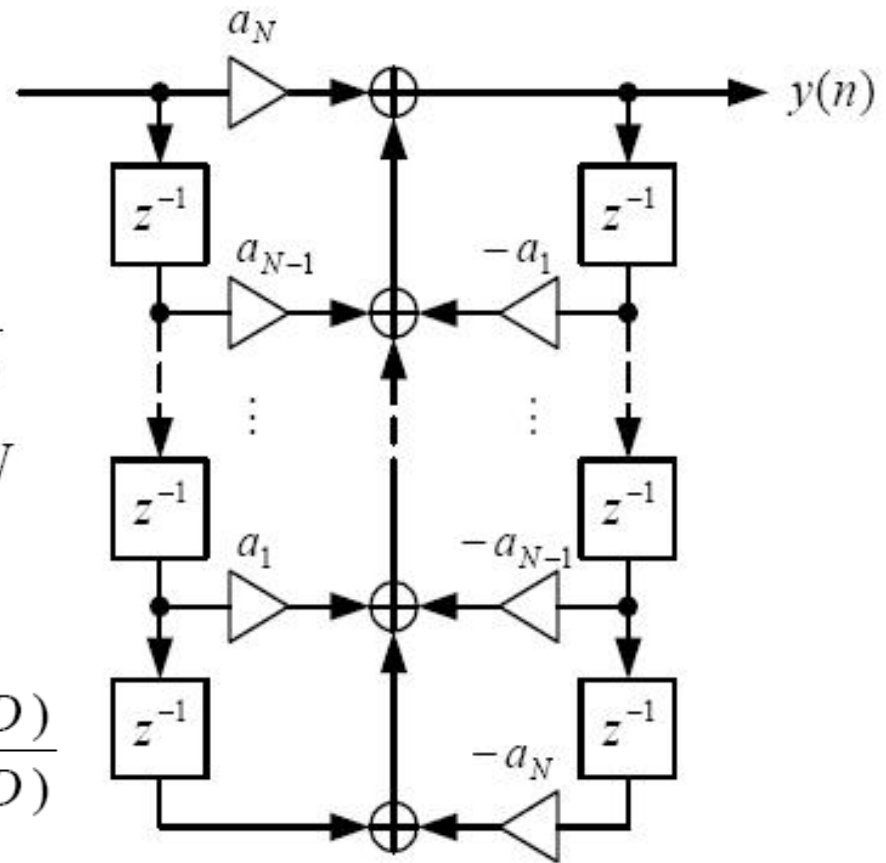 a_N
y(n)
z^{-1} z^{-1}
a_{N-1} -a_1
⋮ ⋮
z^{-1} z^{-1}
a_1 -a_{N-1}
z^{-1} z^{-1}
-a_N